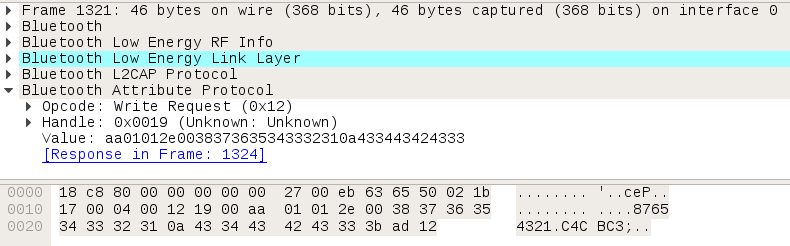 Frame 1321: 46 bytes on wire (368 bits), 46 bytes captured (368 bits) on interface 0
Bluetooth
Bluetooth Low Energy RF Info
Bluetooth Low Energy Link Layer
Bluetooth L2CAP Protocol
Bluetooth Attribute Protocol
Opcode: Write Request (0x12)
Handle: 0x0019 (Unknown: Unknown)
Value: aa01012e0038373635343332310a433443424333
[Response in Frame: 1324]
0000 18 c8 80 00 00 00 00 00 27 00 eb 63 65 50 02 1b ........ '..ceP..
0010 17 00 04 00 12 19 00 aa 01 01 2e 00 38 37 36 35 ........ ....8765
0020 34 33 32 31 0a 43 34 43 42 43 33 3b ad 12 4321.C4C BC3;..